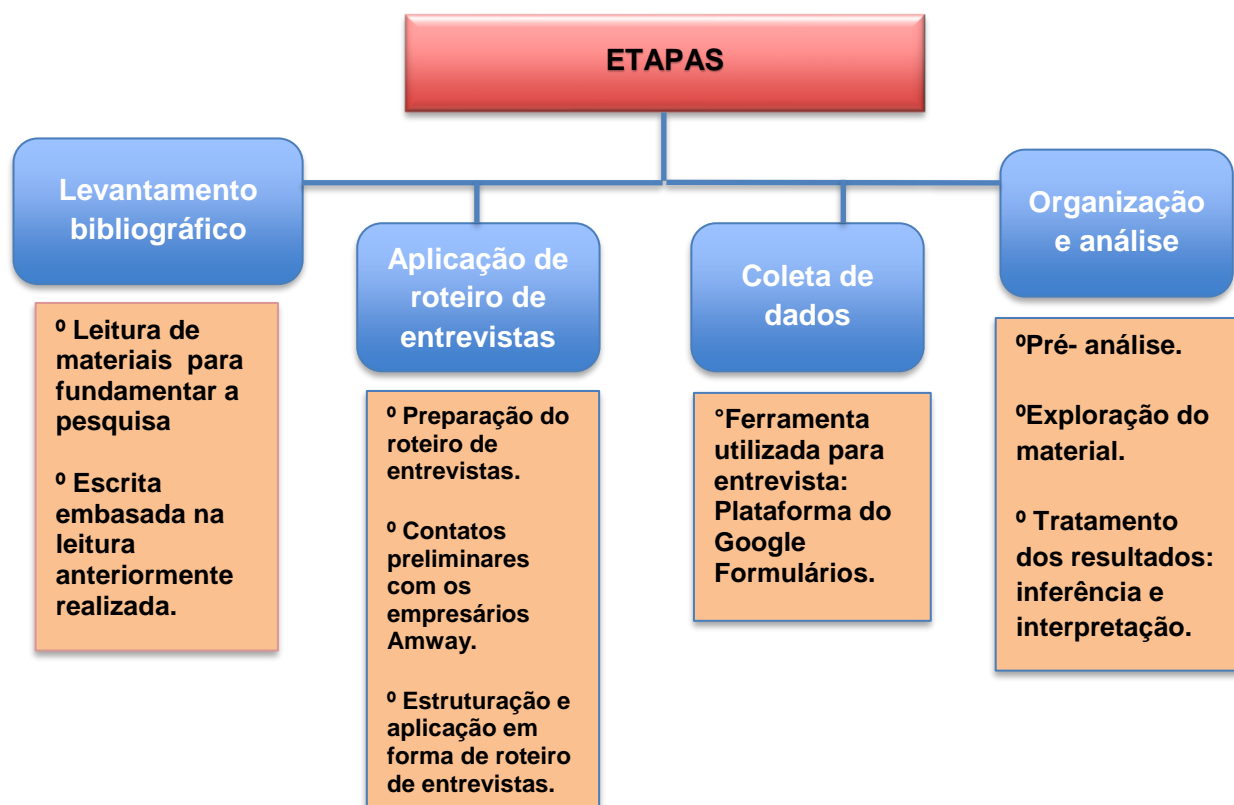 ETAPAS
Levantamento
bibliográfico
º Leitura de
materiais para
fundamentar a
pesquisa
º Escrita
embasada na
leitura
anteriormente
realizada.
Aplicação de
roteiro de
entrevistas
º Preparação do
roteiro de
entrevistas.
º Contatos
preliminares
com os
empresários
Amway.
º Estruturação e
aplicação em
forma de roteiro
de entrevistas.
Coleta de
dados
°Ferramenta
utilizada para
entrevista:
Plataforma do
Google
Formulários.
Organização
e análise
ºPré- análise.
ºExploração do
material.
º Tratamento
dos resultados:
inferência e
interpretação.